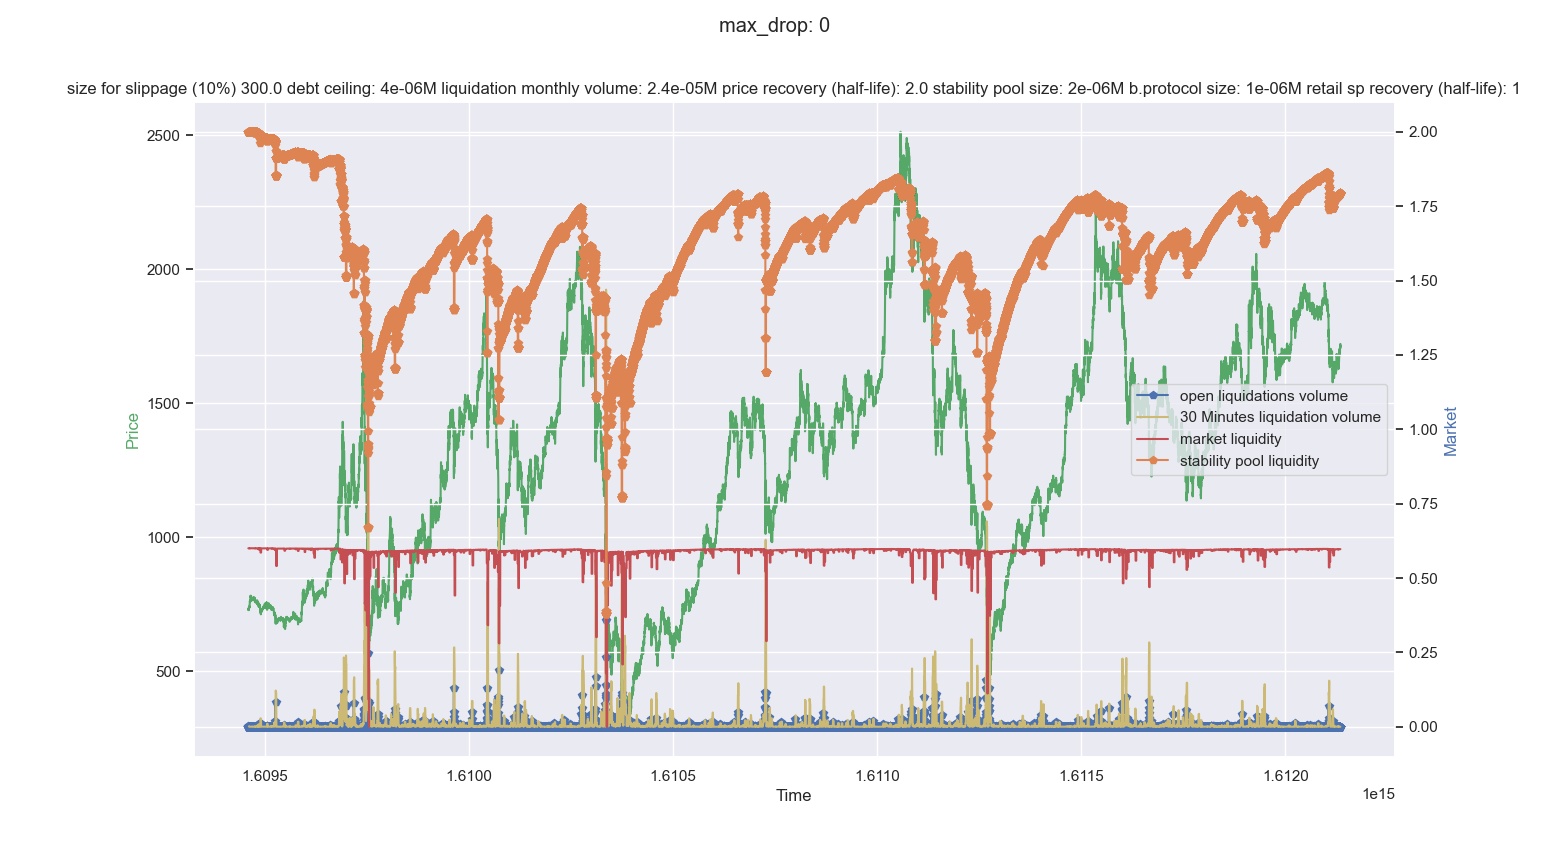 max_drop: 0
size for slippage (10%) 300.0 debt ceiling: 4e-06M liquidation monthly volume: 2.4e-05M price recovery (half-life): 2.0 stability pool size: 2e-06M b.protocol size: 1e-06M retail sp recovery (half-life): 1
2500
2000
1500
1000
500
Price
2.00
1.75
1.50
1.25
1.00
0.75
0.50
0.25
0.00
Market
open liquidations volume
30 Minutes liquidation volume
market liquidity
stability pool liquidity
1.6095
1.6100
1.6105
1.6110
1.6115
1.6120
Time
1e15